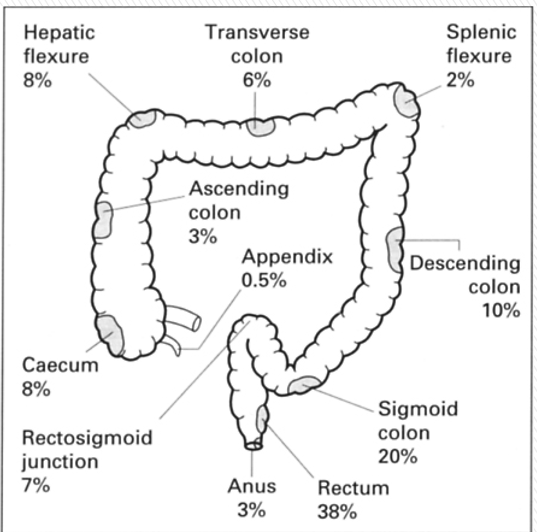 Hepatic
flexure
8%
Transverse
colon
6%
Splenic
flexure
2%
Ascending
colon
3%
Appendix
0.5%
Descending
colon
10%
Caecum
8%
Rectosigmoid
junction
7%
Sigmoid
colon
20%
Anus
3%
Rectum
38%